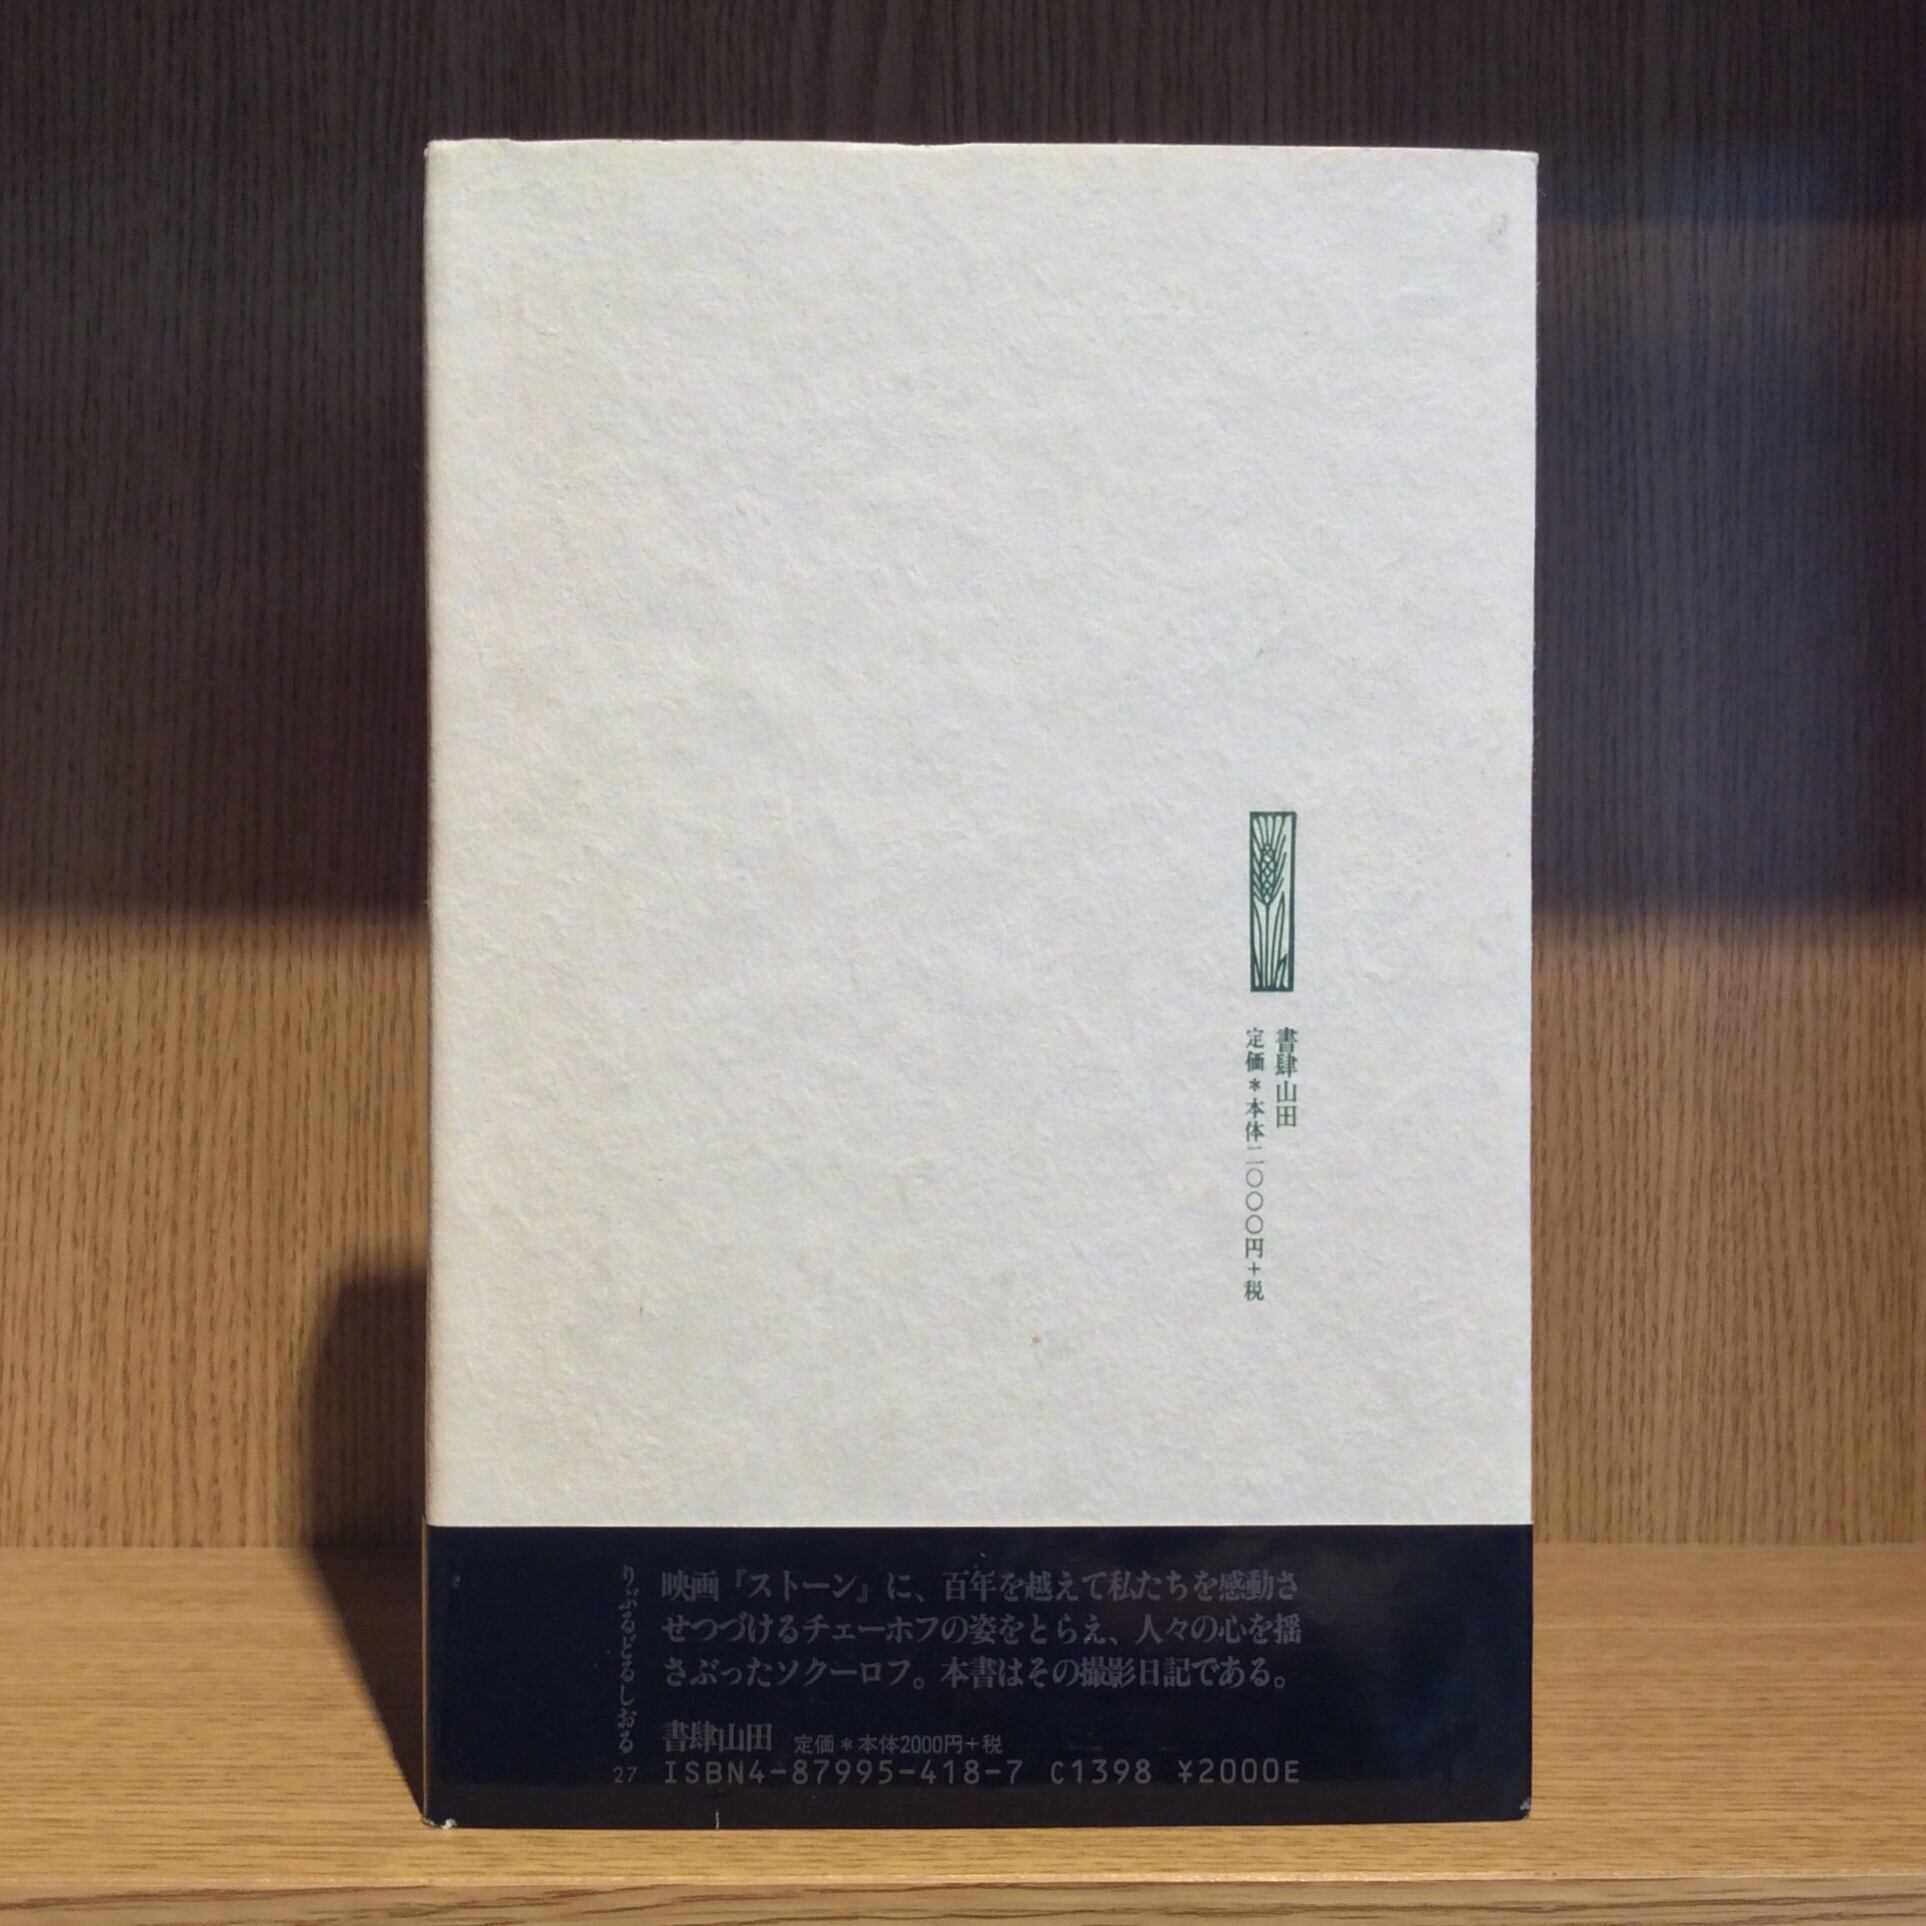 書肆山田
定価＊本体二〇〇〇円＋税
映画『ストーン』に、百年を越えて私たちを感動さ
せつづけるチェーホフの姿をとらえ、人々の心を揺
さぶったソクーロフ。本書はその撮影日記である。
書肆山田 定価＊本体2000円＋税
ISBN4-87995-418-7 C1398 ¥2000E
りぶるどるしおる 27